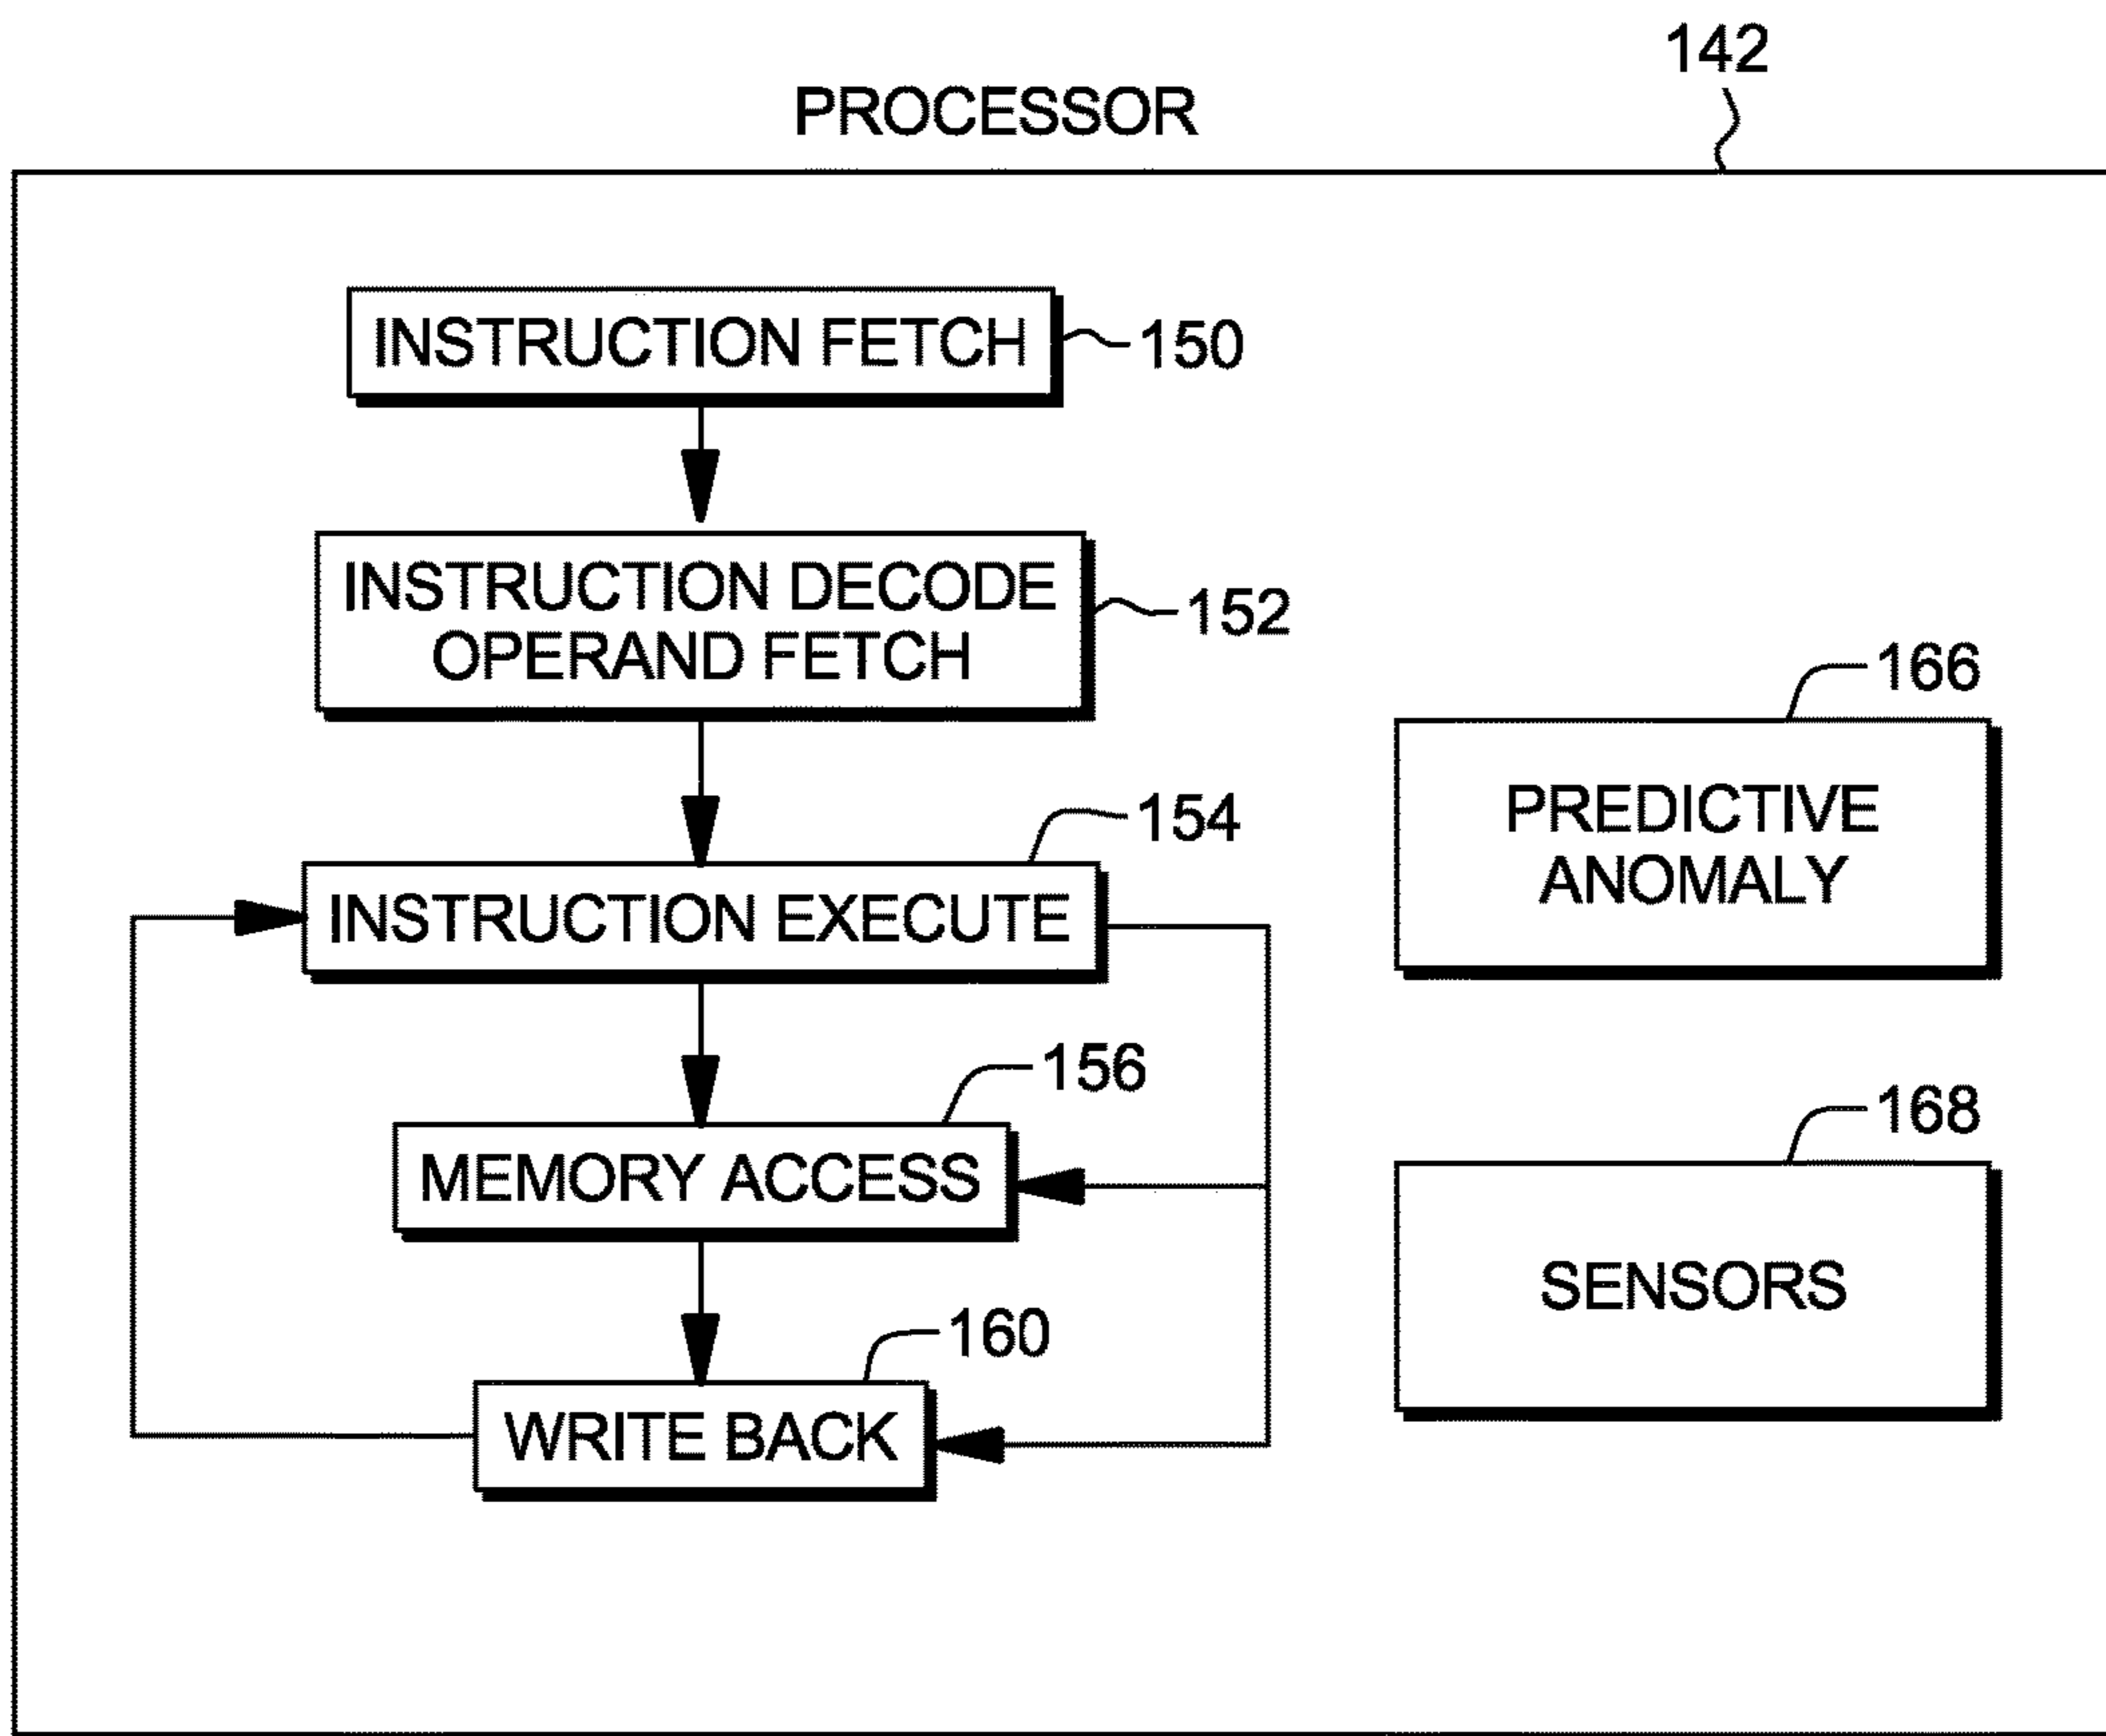 142
PROCESSOR
INSTRUCTION FETCH
150
INSTRUCTION DECODE
OPERAND FETCH
152
166
PREDICTIVE
ANOMALY
154
INSTRUCTION EXECUTE
156
MEMORY ACCESS
168
SENSORS
160
WRITE BACK